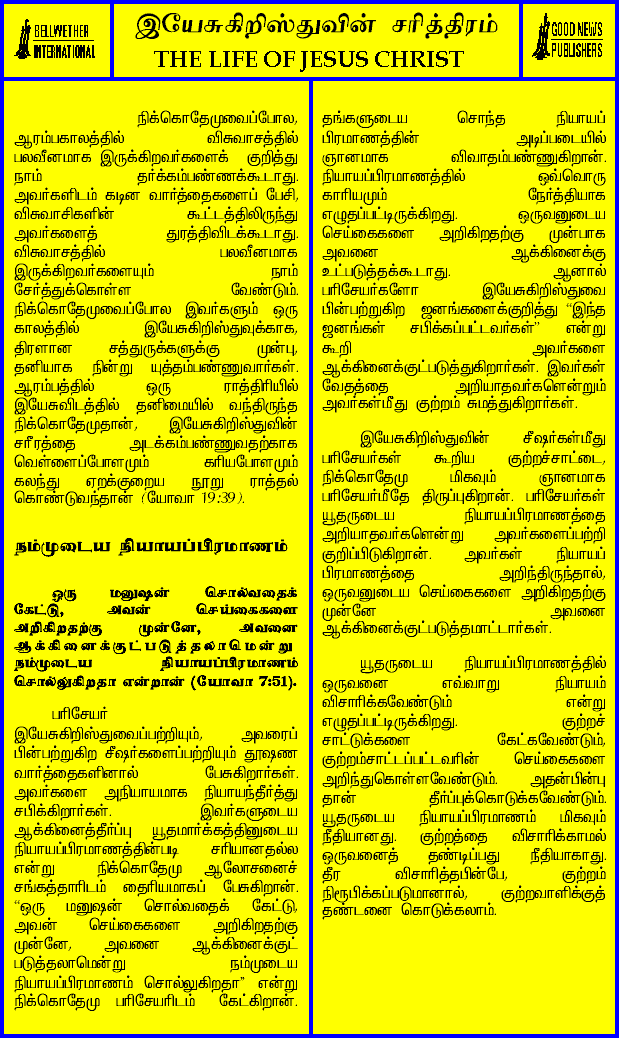 BELLWETHER
INTERNATIONAL
இயேசுகிறிஸ்துவின் சரித்திரம்
THE LIFE OF JESUS CHRIST
GOOD NEWS
PUBLISHERS
நிக்கொதேமுவைப்போல,
ஆரம்பகாலத்தில் விசுவாசத்தில்
பலவீனமாக இருக்கிறவர்களைக் குறித்து
நாம் தர்க்கம்பண்ணக்கூடாது.
அவர்களிடம் கடின வார்த்தைகளைப் பேசி,
விசுவாசிகளின் கூட்டத்திலிருந்து
அவர்களைத் துரத்திவிடக்கூடாது.
விசுவாசத்தில் பலவீனமாக
இருக்கிறவர்களையும் நாம்
சேர்த்துக்கொள்ள வேண்டும்.
நிக்கொதேமுவைப்போல இவர்களும் ஒரு
காலத்தில் இயேசுகிறிஸ்துவுக்காக,
திரளான சத்துருக்களுக்கு முன்பு,
தனியாக நின்று யுத்தம்பண்ணுவார்கள்.
ஆரம்பத்தில் ஒரு ராத்திரியில்
இயேசுவிடத்தில் தனிமையில் வந்திருந்த
நிக்கொதேமுதான், இயேசுகிறிஸ்துவின்
சரீரத்தை அடக்கம்பண்ணுவதற்காக
வெள்ளைப்போளமும் கரியபோளமும்
கலந்து ஏறக்குறைய நூறு ராத்தல்
கொண்டுவந்தான் (யோவா 19:39).
நம்முடைய நியாயப்பிரமாணம்
ஒரு மனுஷன் சொல்வதைக்
கேட்டு, அவன் செய்கைகளை
அறிகிறதற்கு முன்னே, அவனை
ஆக்கினைக்குட்படுத்தலாமென்று
நம்முடைய நியாயப்பிரமாணம்
சொல்லுகிறதா என்றான் (யோவா 7:51).
பரிசேயர்
இயேசுகிறிஸ்துவைப்பற்றியும், அவரைப்
பின்பற்றுகிற சீஷர்களைப்பற்றியும் தூஷண
வார்த்தைகளினால் பேசுகிறார்கள்.
அவர்களை அநியாயமாக நியாயந்தீர்த்து
சபிக்கிறார்கள். இவர்களுடைய
ஆக்கினைத்தீர்ப்பு யூதமார்க்கத்தினுடைய
நியாயப்பிரமாணத்தின்படி சரியானதல்ல
என்று நிக்கொதேமு ஆலோசனைச்
சங்கத்தாரிடம் தைரியமாகப் பேசுகிறான்.
“ஒரு மனுஷன் சொல்வதைக் கேட்டு,
அவன் செய்கைகளை அறிகிறதற்கு
முன்னே, அவனை ஆக்கினைக்குட்
படுத்தலாமென்று நம்முடைய
நியாயப்பிரமாணம் சொல்லுகிறதா” என்று
நிக்கொதேமு பரிசேயரிடம் கேட்கிறான்.
தங்களுடைய சொந்த நியாயப்
பிரமாணத்தின் அடிப்படையில்
ஞானமாக விவாதம்பண்ணுகிறான்.
நியாயப்பிரமாணத்தில் ஒவ்வொரு
காரியமும் நேர்த்தியாக
எழுதப்பட்டிருக்கிறது. ஒருவனுடைய
செய்கைகளை அறிகிறதற்கு முன்பாக
அவனை ஆக்கினைக்கு
உட்படுத்தக்கூடாது. ஆனால்
பரிசேயர்களோ இயேசுகிறிஸ்துவை
பின்பற்றுகிற ஜனங்களைக்குறித்து “இந்த
ஜனங்கள் சபிக்கப்பட்டவர்கள்” என்று
கூறி அவர்களை
ஆக்கினைக்குட்படுத்துகிறார்கள். இவர்கள்
வேதத்தை அறியாதவர்களென்றும்
அவர்கள்மீது குற்றம் சுமத்துகிறார்கள்.
இயேசுகிறிஸ்துவின் சீஷர்கள்மீது
பரிசேயர்கள் கூறிய குற்றச்சாட்டை,
நிக்கொதேமு மிகவும் ஞானமாக
பரிசேயர்மீதே திருப்புகிறான். பரிசேயர்கள்
யூதருடைய நியாயப்பிரமாணத்தை
அறியாதவர்களென்று அவர்களைப்பற்றி
குறிப்பிடுகிறான். அவர்கள் நியாயப்
பிரமாணத்தை அறிந்திருந்தால்,
ஒருவனுடைய செய்கைகளை அறிகிறதற்கு
முன்னே அவனை
ஆக்கினைக்குட்படுத்தமாட்டார்கள்.
யூதருடைய நியாயப்பிரமாணத்தில்
ஒருவனை எவ்வாறு நியாயம்
விசாரிக்கவேண்டும் என்று
எழுதப்பட்டிருக்கிறது. குற்றச்
சாட்டுக்களை கேட்கவேண்டும்,
குற்றம்சாட்டப்பட்டவரின் செய்கைகளை
அறிந்துகொள்ளவேண்டும். அதன்பின்பு
தான் தீர்ப்புக்கொடுக்கவேண்டும்.
யூதருடைய நியாயப்பிரமாணம் மிகவும்
நீதியானது. குற்றத்தை விசாரிக்காமல்
ஒருவனைத் தண்டிப்பது நீதியாகாது.
தீர விசாரித்தபின்பே, குற்றம்
நிரூபிக்கப்படுமானால், குற்றவாளிக்குத்
தண்டனை கொடுக்கலாம்.